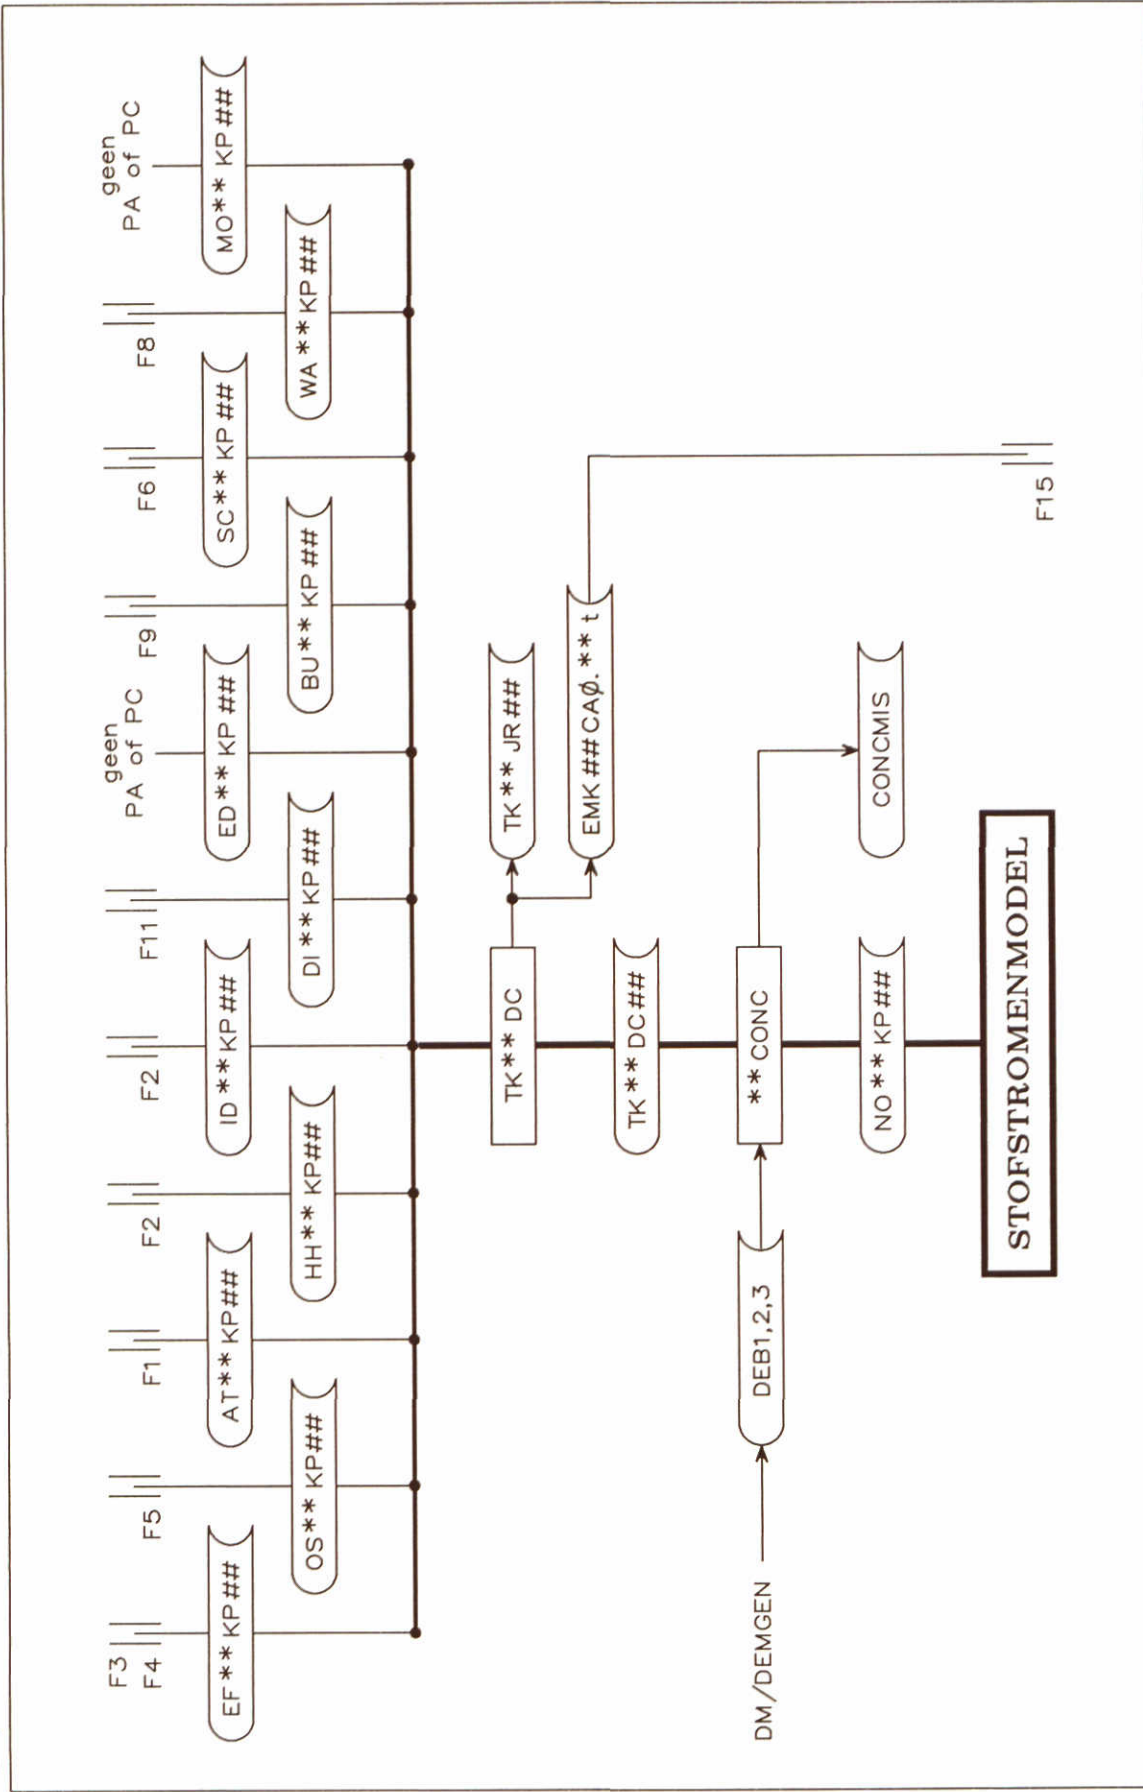 F3
F4
F5
F1
F2
F2
F11
geen
PA of PC
F9
F6
F8
geen
PA of PC
EF**KP##
AT**KP##
ID**KP##
ED**KP##
SC**KP##
MO**KP##
OS**KP##
HH**KP##
DI**KP##
BU**KP##
WA**KP##
TK**DC
TK**JR##
EMK##CAØ.**t
TK**DC##
DM/DEMGEN
DEB1,2,3
**CONC
CONCMIS
NO**KP##
STOFSTROMENMODEL
F15